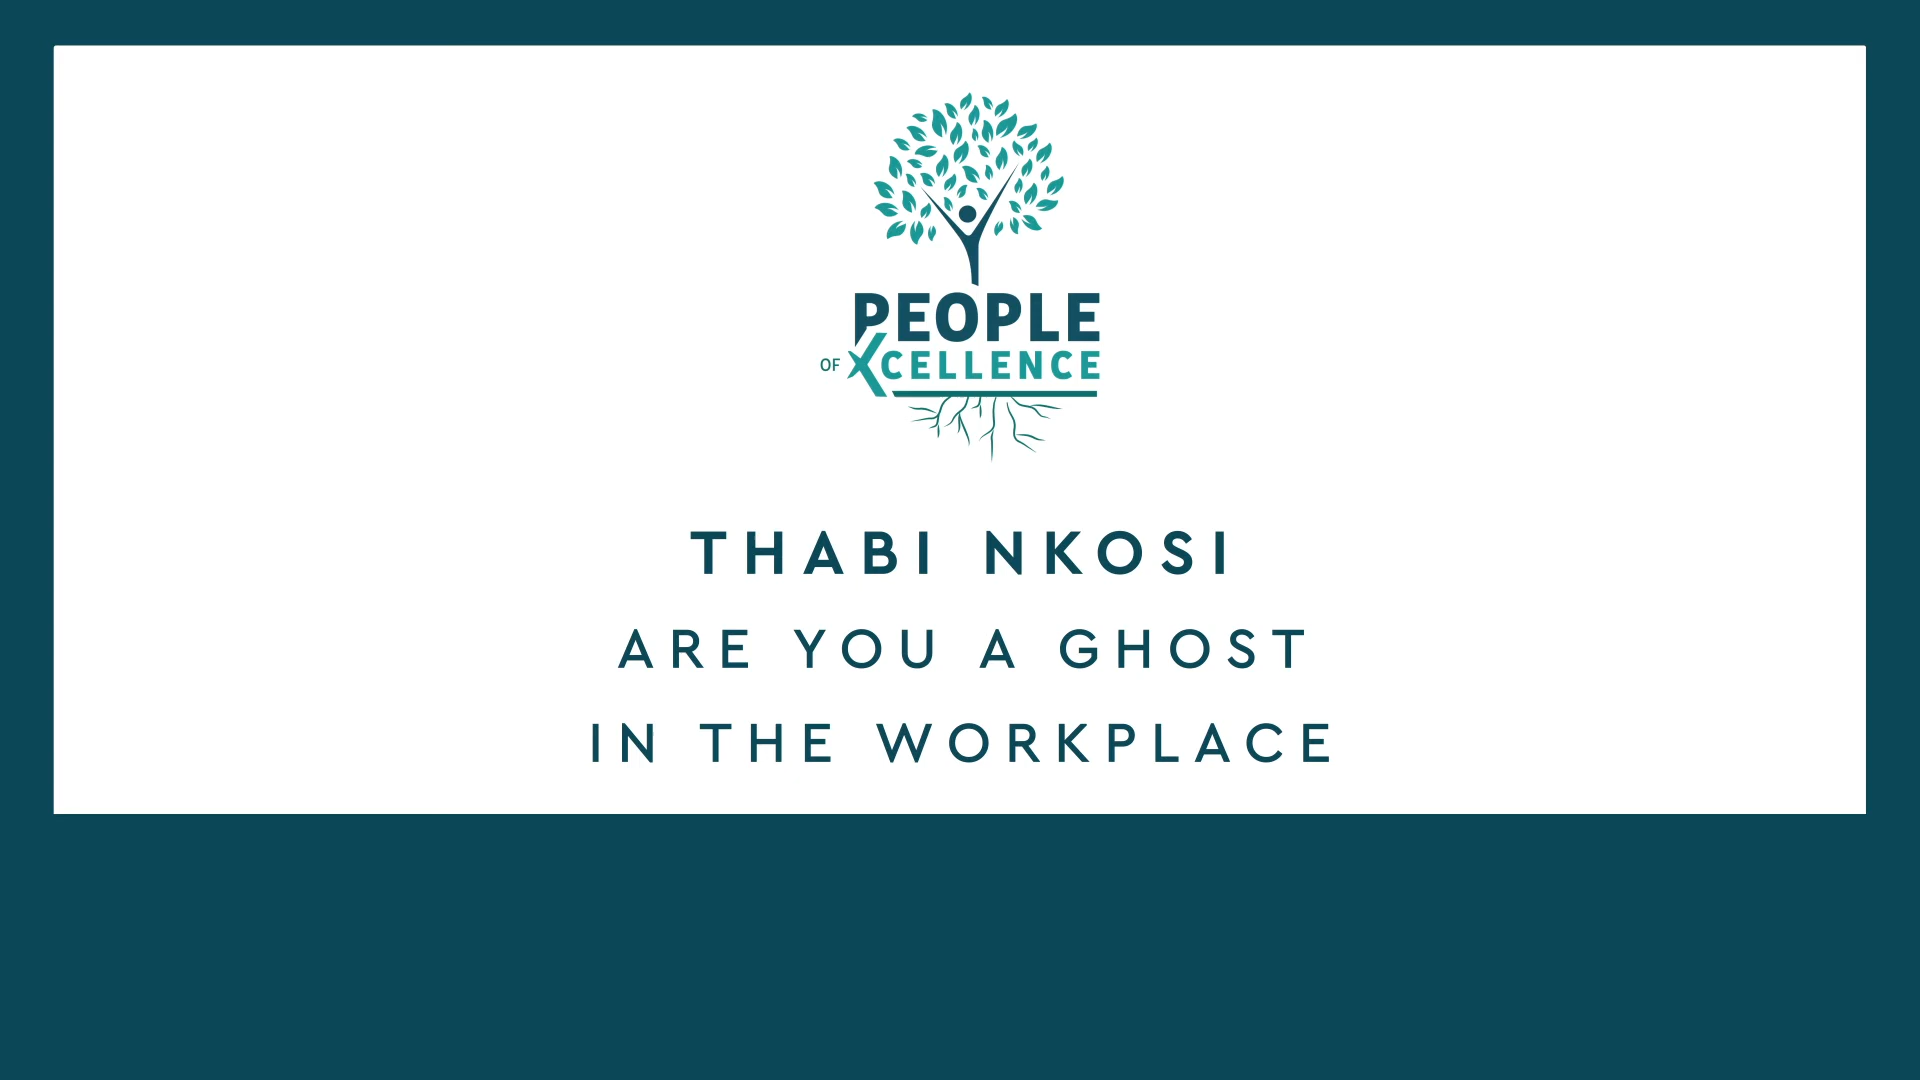 PEOPLE
OF XCELLENCE
THABI NKOSI
ARE YOU A GHOST
IN THE WORKPLACE